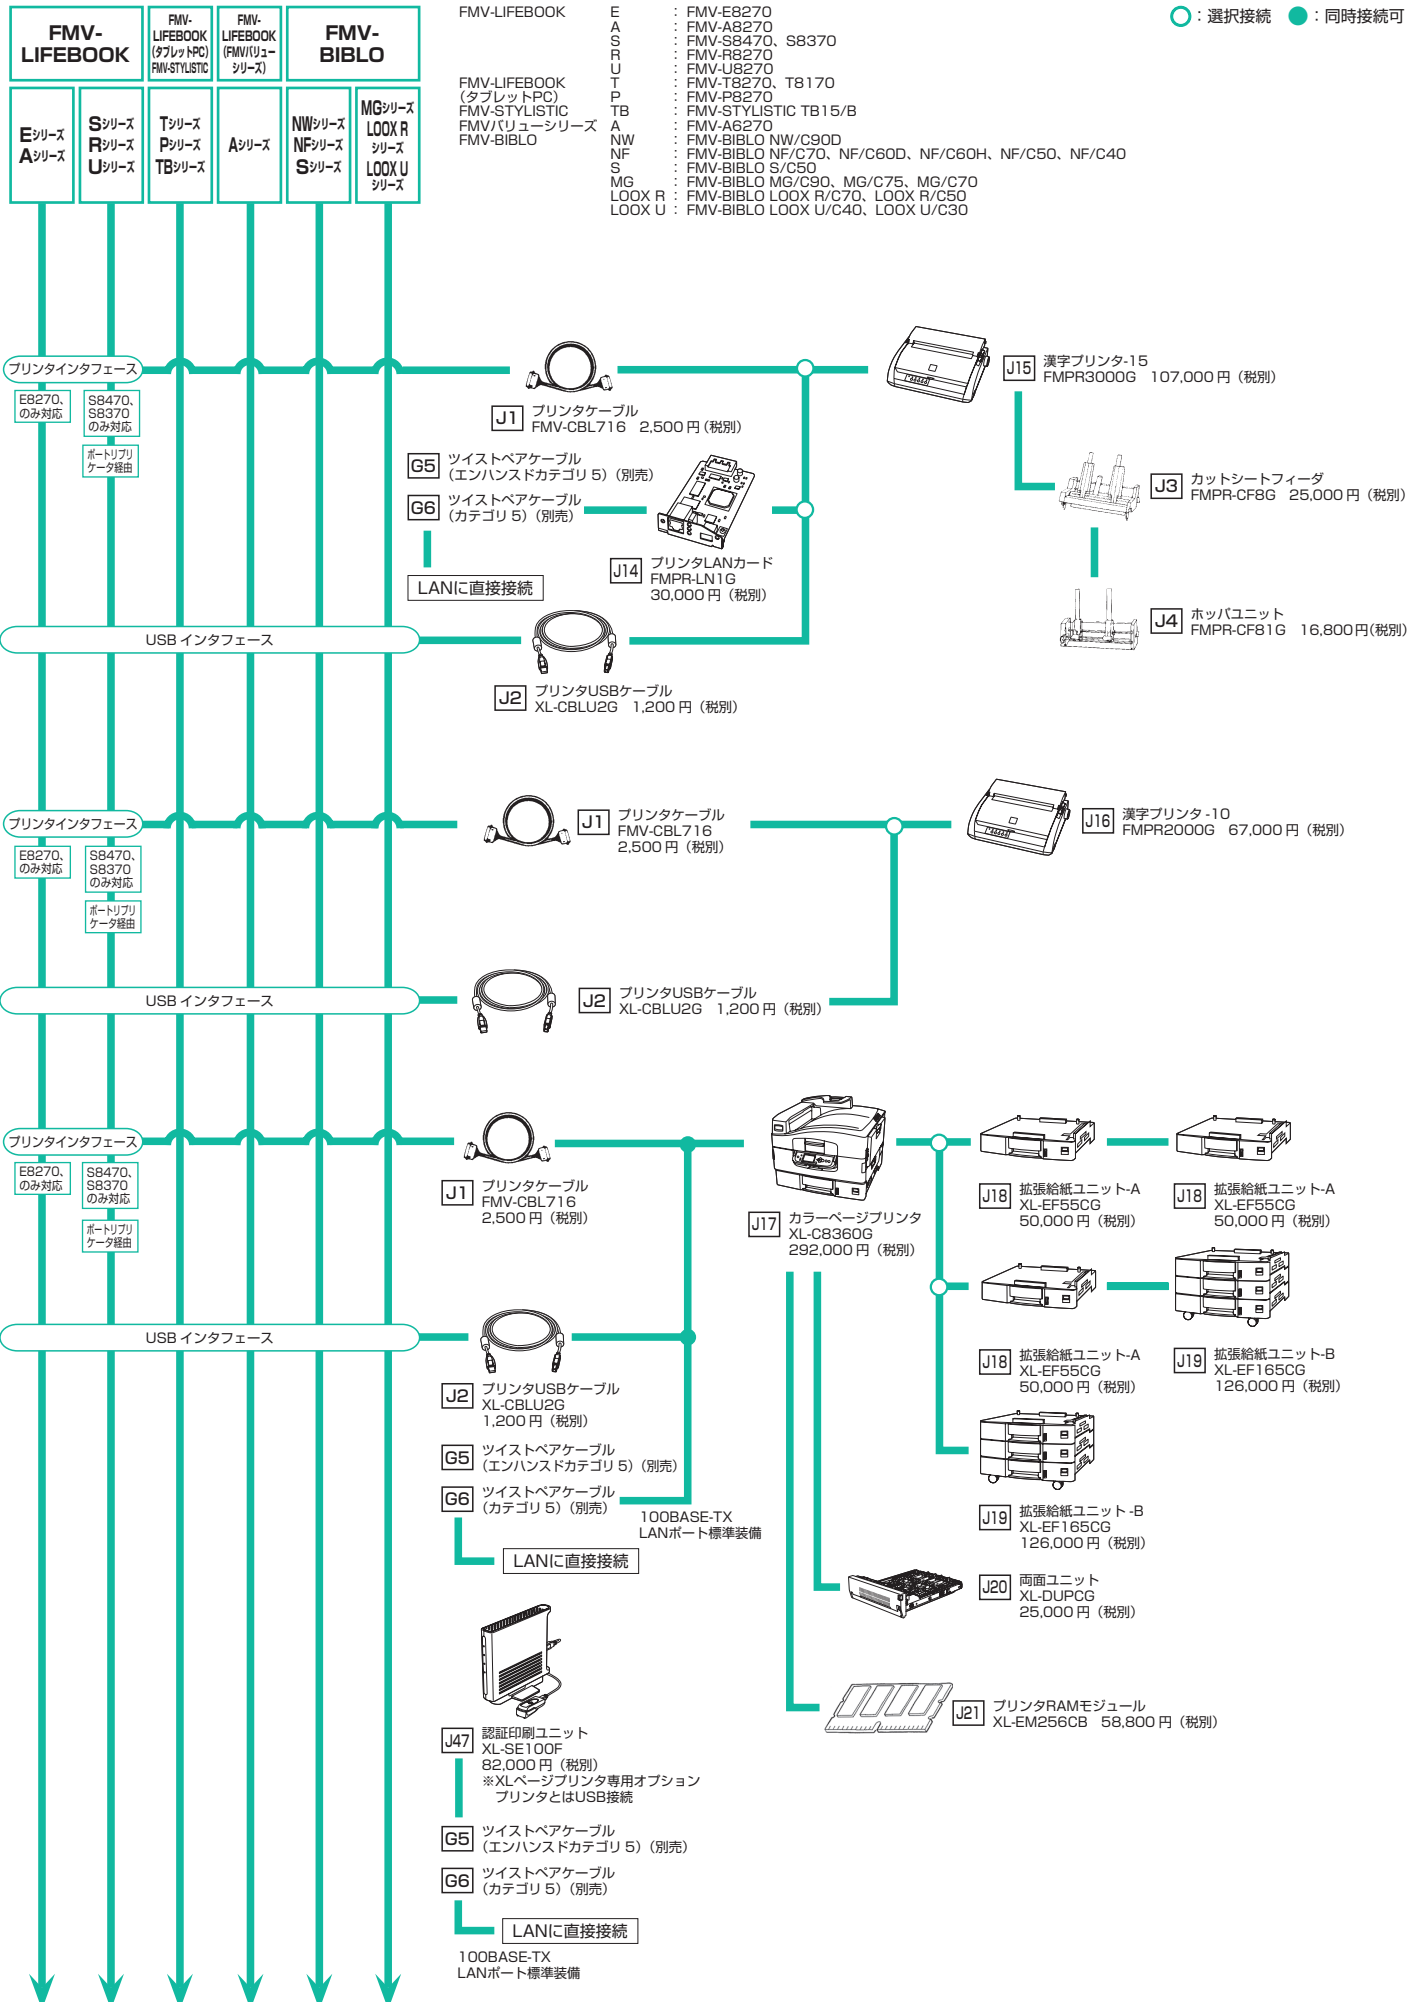 FMV-
LIFEBOOK
FMV-
LIFEBOOK
(タブレットPC)
FMV-STYLISTIC
FMV-
LIFEBOOK
(FMVバリュー
シリーズ)
FMV-
BIBLO
Eシリーズ
Aシリーズ
Sシリーズ
Rシリーズ
Uシリーズ
Tシリーズ
Pシリーズ
TBシリーズ
Aシリーズ
NWシリーズ
NFシリーズ
Sシリーズ
MGシリーズ
LOOX R
シリーズ
LOOX U
シリーズ
FMV-LIFEBOOK E : FMV-E8270
A : FMV-A8270
S : FMV-S8470、S8370
R : FMV-R8270
U : FMV-U8270
FMV-LIFEBOOK T : FMV-T8270、T8170
(タブレットPC) P : FMV-P8270
FMV-STYLISTIC TB : FMV-STYLISTIC TB15/B
FMVバリューシリーズ A : FMV-A6270
FMV-BIBLO NW : FMV-BIBLO NW/C90D
NF : FMV-BIBLO NF/C70、NF/C60D、NF/C60H、NF/C50、NF/C40
S : FMV-BIBLO S/C50
MG : FMV-BIBLO MG/C90、MG/C75、MG/C70
LOOX R : FMV-BIBLO LOOX R/C70、LOOX R/C50
LOOX U : FMV-BIBLO LOOX U/C40、LOOX U/C30
○：選択接続 ●：同時接続可
プリンタインタフェース
E8270、
のみ対応
S8470、
S8370
のみ対応
ポートリプリ
ケータ経由
J1 プリンタケーブル
FMV-CBL716 2,500円(税別)
G5 ツイストペアケーブル
(エンハンスドカテゴリ5)(別売)
G6 ツイストペアケーブル
(カテゴリ5)(別売)
LANに直接接続
J14 プリンタLANカード
FMPR-LN1G
30,000円(税別)
J15 漢字プリンタ-15
FMPR3000G 107,000円(税別)
J3 カットシートフィーダ
FMPR-CF8G 25,000円(税別)
J4 ホッパユニット
FMPR-CF81G 16,800円(税別)
USBインタフェース
J2 プリンタUSBケーブル
XL-CBLU2G 1,200円(税別)
プリンタインタフェース
E8270、
のみ対応
S8470、
S8370
のみ対応
ポートリプリ
ケータ経由
J1 プリンタケーブル
FMV-CBL716
2,500円(税別)
J16 漢字プリンタ-10
FMPR2000G 67,000円(税別)
USBインタフェース
J2 プリンタUSBケーブル
XL-CBLU2G 1,200円(税別)
プリンタインタフェース
E8270、
のみ対応
S8470、
S8370
のみ対応
ポートリプリ
ケータ経由
J1 プリンタケーブル
FMV-CBL716
2,500円(税別)
J17 カラーページプリンタ
XL-C8360G
292,000円(税別)
J18 拡張給紙ユニット-A
XL-EF55CG
50,000円(税別)
J18 拡張給紙ユニット-A
XL-EF55CG
50,000円(税別)
USBインタフェース
J18 拡張給紙ユニット-A
XL-EF55CG
50,000円(税別)
J19 拡張給紙ユニット-B
XL-EF165CG
126,000円(税別)
J2 プリンタUSBケーブル
XL-CBLU2G
1,200円(税別)
G5 ツイストペアケーブル
(エンハンスドカテゴリ5)(別売)
G6 ツイストペアケーブル
(カテゴリ5)(別売)
100BASE-TX
LANポート標準装備
LANに直接接続
J19 拡張給紙ユニット-B
XL-EF165CG
126,000円(税別)
J20 両面ユニット
XL-DUPCG
25,000円(税別)
J21 プリンタRAMモジュール
XL-EM256CB 58,800円(税別)
J47 認証印刷ユニット
XL-SE100F
82,000円(税別)
※XLページプリンタ専用オプション
プリンタとはUSB接続
G5 ツイストペアケーブル
(エンハンスドカテゴリ5)(別売)
G6 ツイストペアケーブル
(カテゴリ5)(別売)
LANに直接接続
100BASE-TX
LANポート標準装備